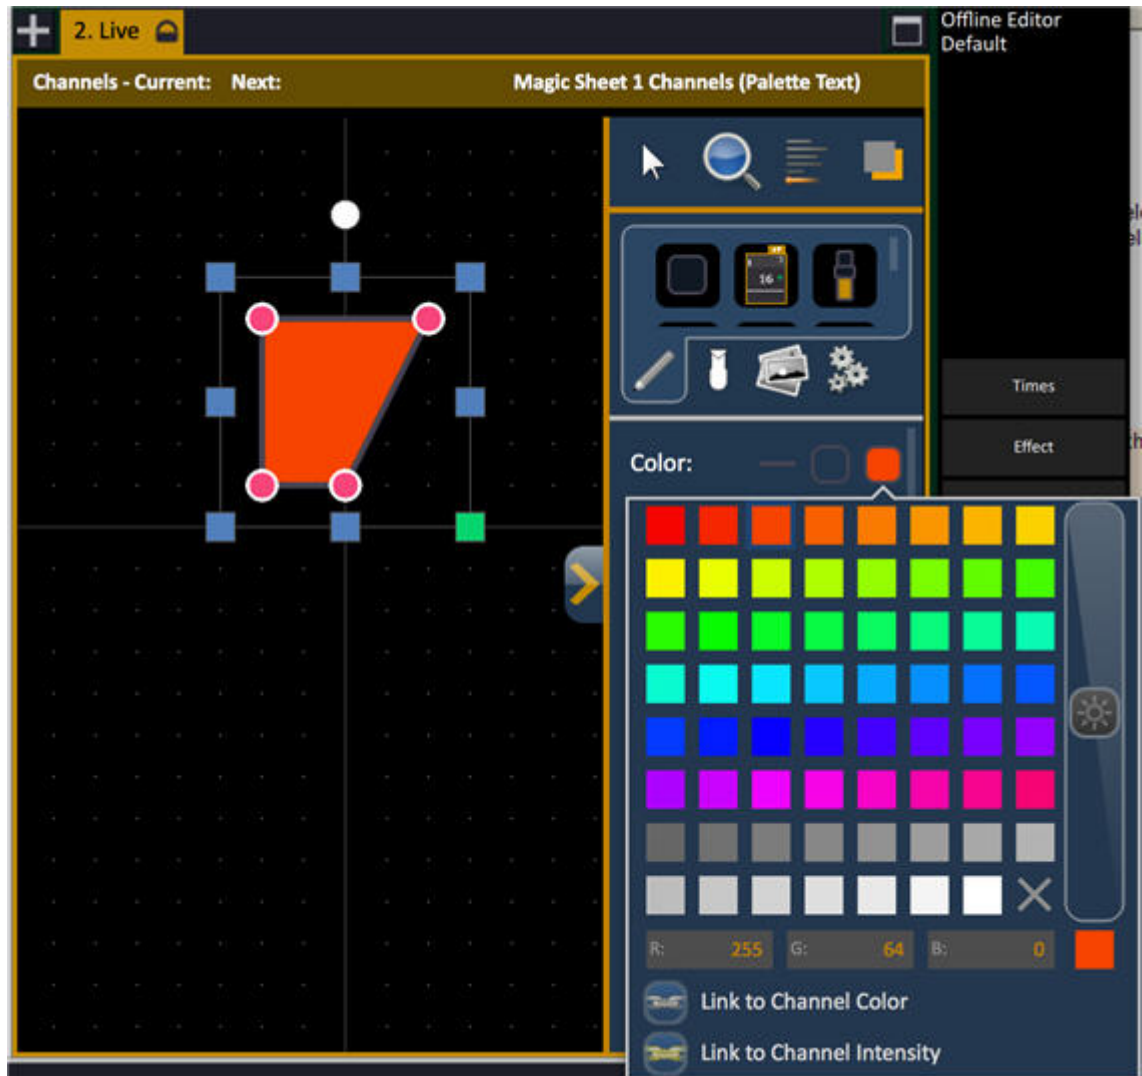 2. Live
Offline Editor
Default
Channels - Current: Next:
Magic Sheet 1 Channels (Palette Text)
16
Times
Effect
Color:
R: 255 G: 64 B: 0
Link to Channel Color
Link to Channel Intensity